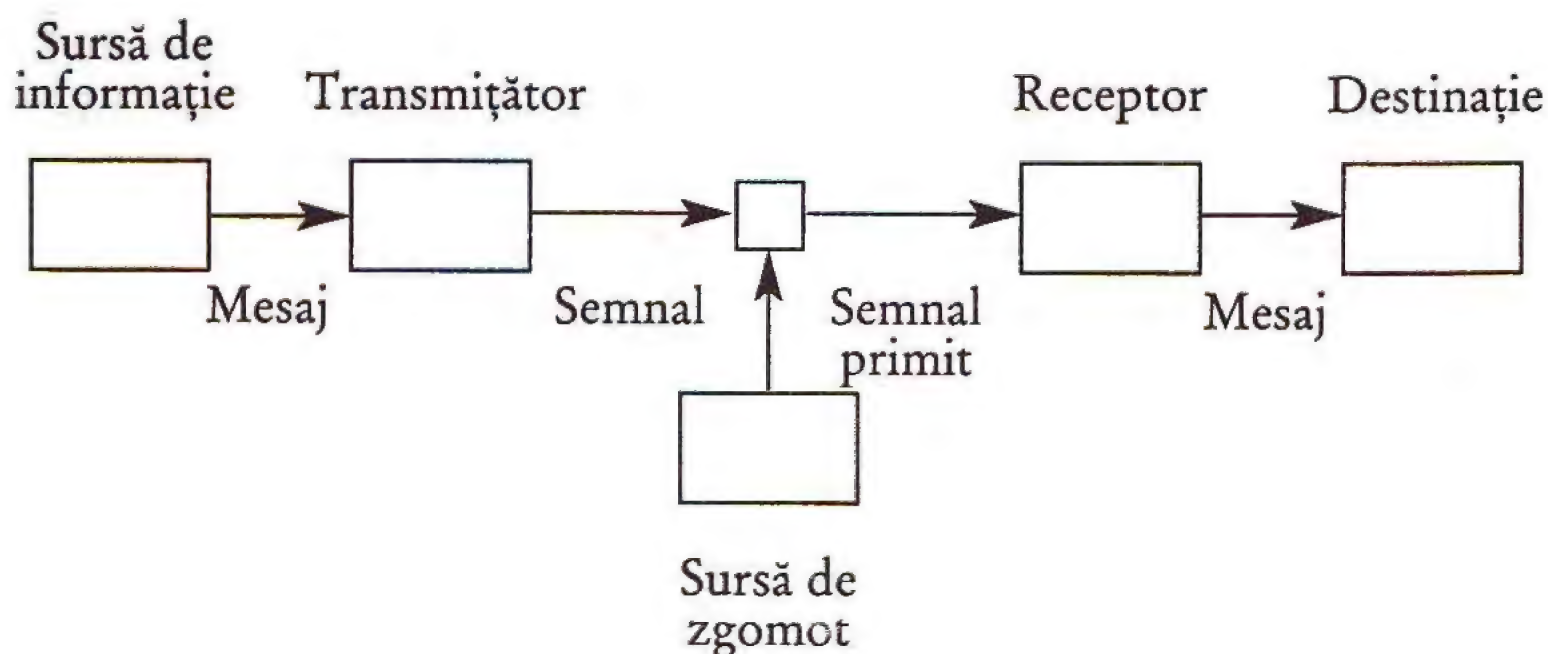 Sursă de
informație
Transmițător
Receptor
Destinație
Mesaj
Semnal
Semnal
primit
Mesaj
Sursă de
zgomot